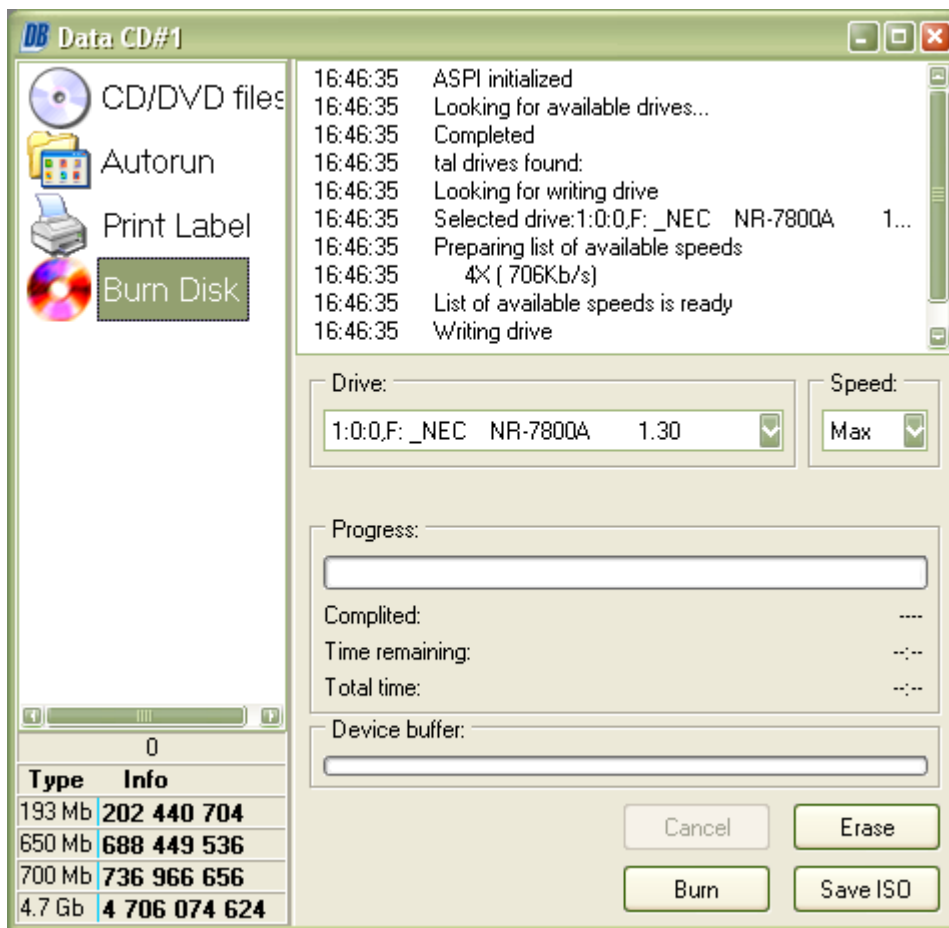 DB Data CD#1
CD/DVD files
Autorun
Print Label
Burn Disk
16:46:35 ASPI initialized
16:46:35 Looking for available drives...
16:46:35 Completed
16:46:35 tal drives found:
16:46:35 Looking for writing drive
16:46:35 Selected drive:1:0:0,F: _NEC NR-7800A 1...
16:46:35 Preparing list of available speeds
16:46:35 4X ( 706Kb/s)
16:46:35 List of available speeds is ready
16:46:35 Writing drive
Drive:
1:0:0,F: _NEC NR-7800A 1.30
Speed:
Max
Progress:
Complited: ----
Time remaining: --:--
Total time: --:--
Device buffer:
0
Type Info
193 Mb 202 440 704
650 Mb 688 449 536
700 Mb 736 966 656
4.7 Gb 4 706 074 624
Cancel Erase
Burn Save ISO